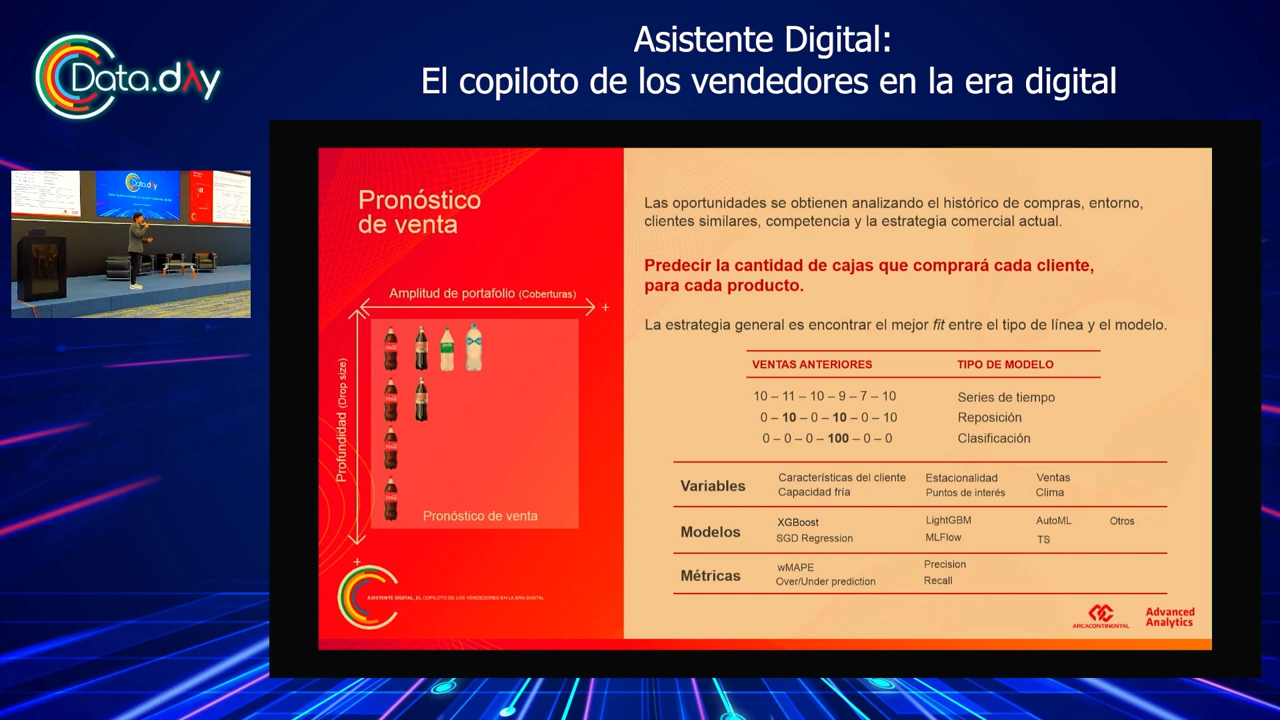 Data.dλy
Asistente Digital:
El copiloto de los vendedores en la era digital
Pronóstico
de venta
Amplitud de portafolio (Coberturas)
+
Profundidad (Drop size)
+
Pronóstico de venta
ASISTENTE DIGITAL, EL COPILOTO DE LOS VENDEDORES EN LA ERA DIGITAL
Las oportunidades se obtienen analizando el histórico de compras, entorno,
clientes similares, competencia y la estrategia comercial actual.
Predecir la cantidad de cajas que comprará cada cliente,
para cada producto.
La estrategia general es encontrar el mejor fit entre el tipo de línea y el modelo.
VENTAS ANTERIORES TIPO DE MODELO
10 – 11 – 10 – 9 – 7 – 10 Series de tiempo
0 – 10 – 0 – 10 – 0 – 10 Reposición
0 – 0 – 0 – 100 – 0 – 0 Clasificación
Variables
Características del cliente Estacionalidad Ventas
Capacidad fría Puntos de interés Clima
Modelos
XGBoost LightGBM AutoML Otros
SGD Regression MLFlow TS
Métricas
wMAPE Precision
Over/Under prediction Recall
ARCACONTINENTAL
Advanced
Analytics